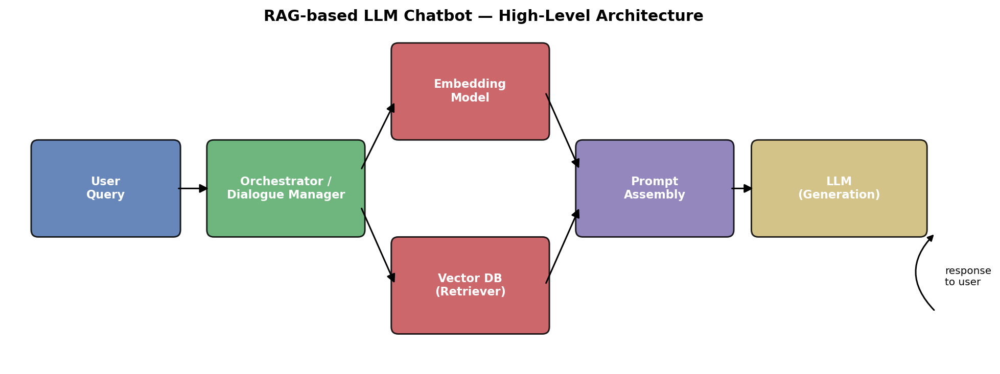 RAG-based LLM Chatbot — High-Level Architecture
Embedding
Model
User
Query
Orchestrator /
Dialogue Manager
Prompt
Assembly
LLM
(Generation)
Vector DB
(Retriever)
response
to user